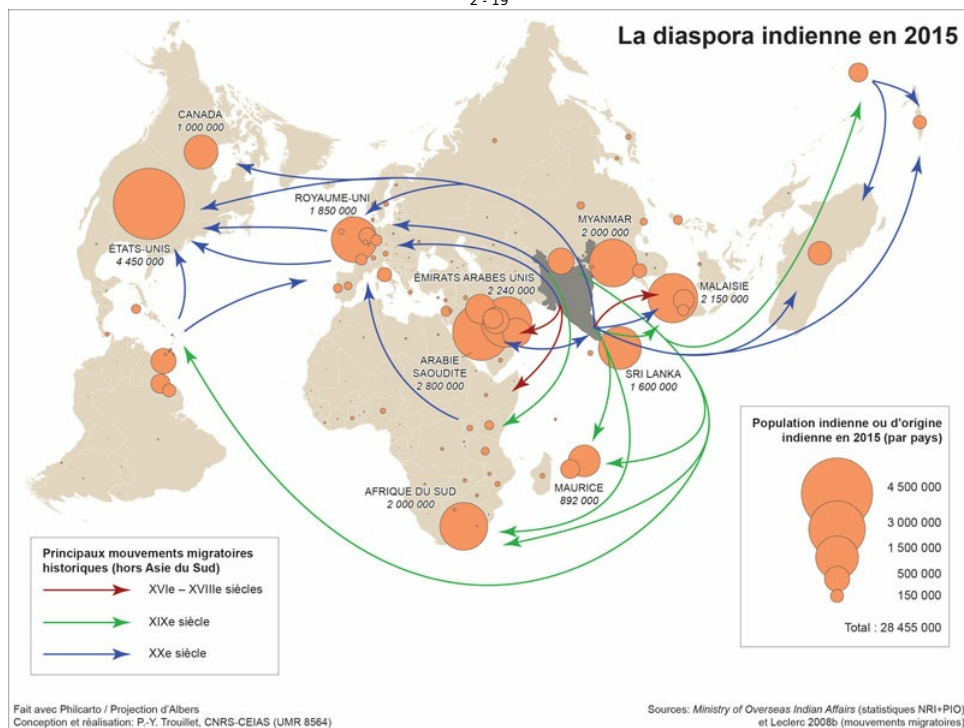 2 - 19
La diaspora indienne en 2015
CANADA
1 000 000
ROYAUME-UNI
1 850 000
MYANMAR
2 000 000
ÉTATS-UNIS
4 450 000
ÉMIRATS ARABES UNIS
2 240 000
MALAISIE
2 150 000
ARABIE
SAOUDITE
2 800 000
SRI LANKA
1 600 000
AFRIQUE DU SUD
2 000 000
MAURICE
892 000
Population indienne ou d'origine
indienne en 2015 (par pays)
4 500 000
3 000 000
1 500 000
500 000
150 000
Total : 28 455 000
Principaux mouvements migratoires
historiques (hors Asie du Sud)
XVIe – XVIIIe siècles
XIXe siècle
XXe siècle
Fait avec Philcarto / Projection d'Albers
Conception et réalisation: P.-Y. Trouillet, CNRS-CEIAS (UMR 8564)
Sources: Ministry of Overseas Indian Affairs (statistiques NRI+PIO)
et Leclerc 2008b (mouvements migratoires)